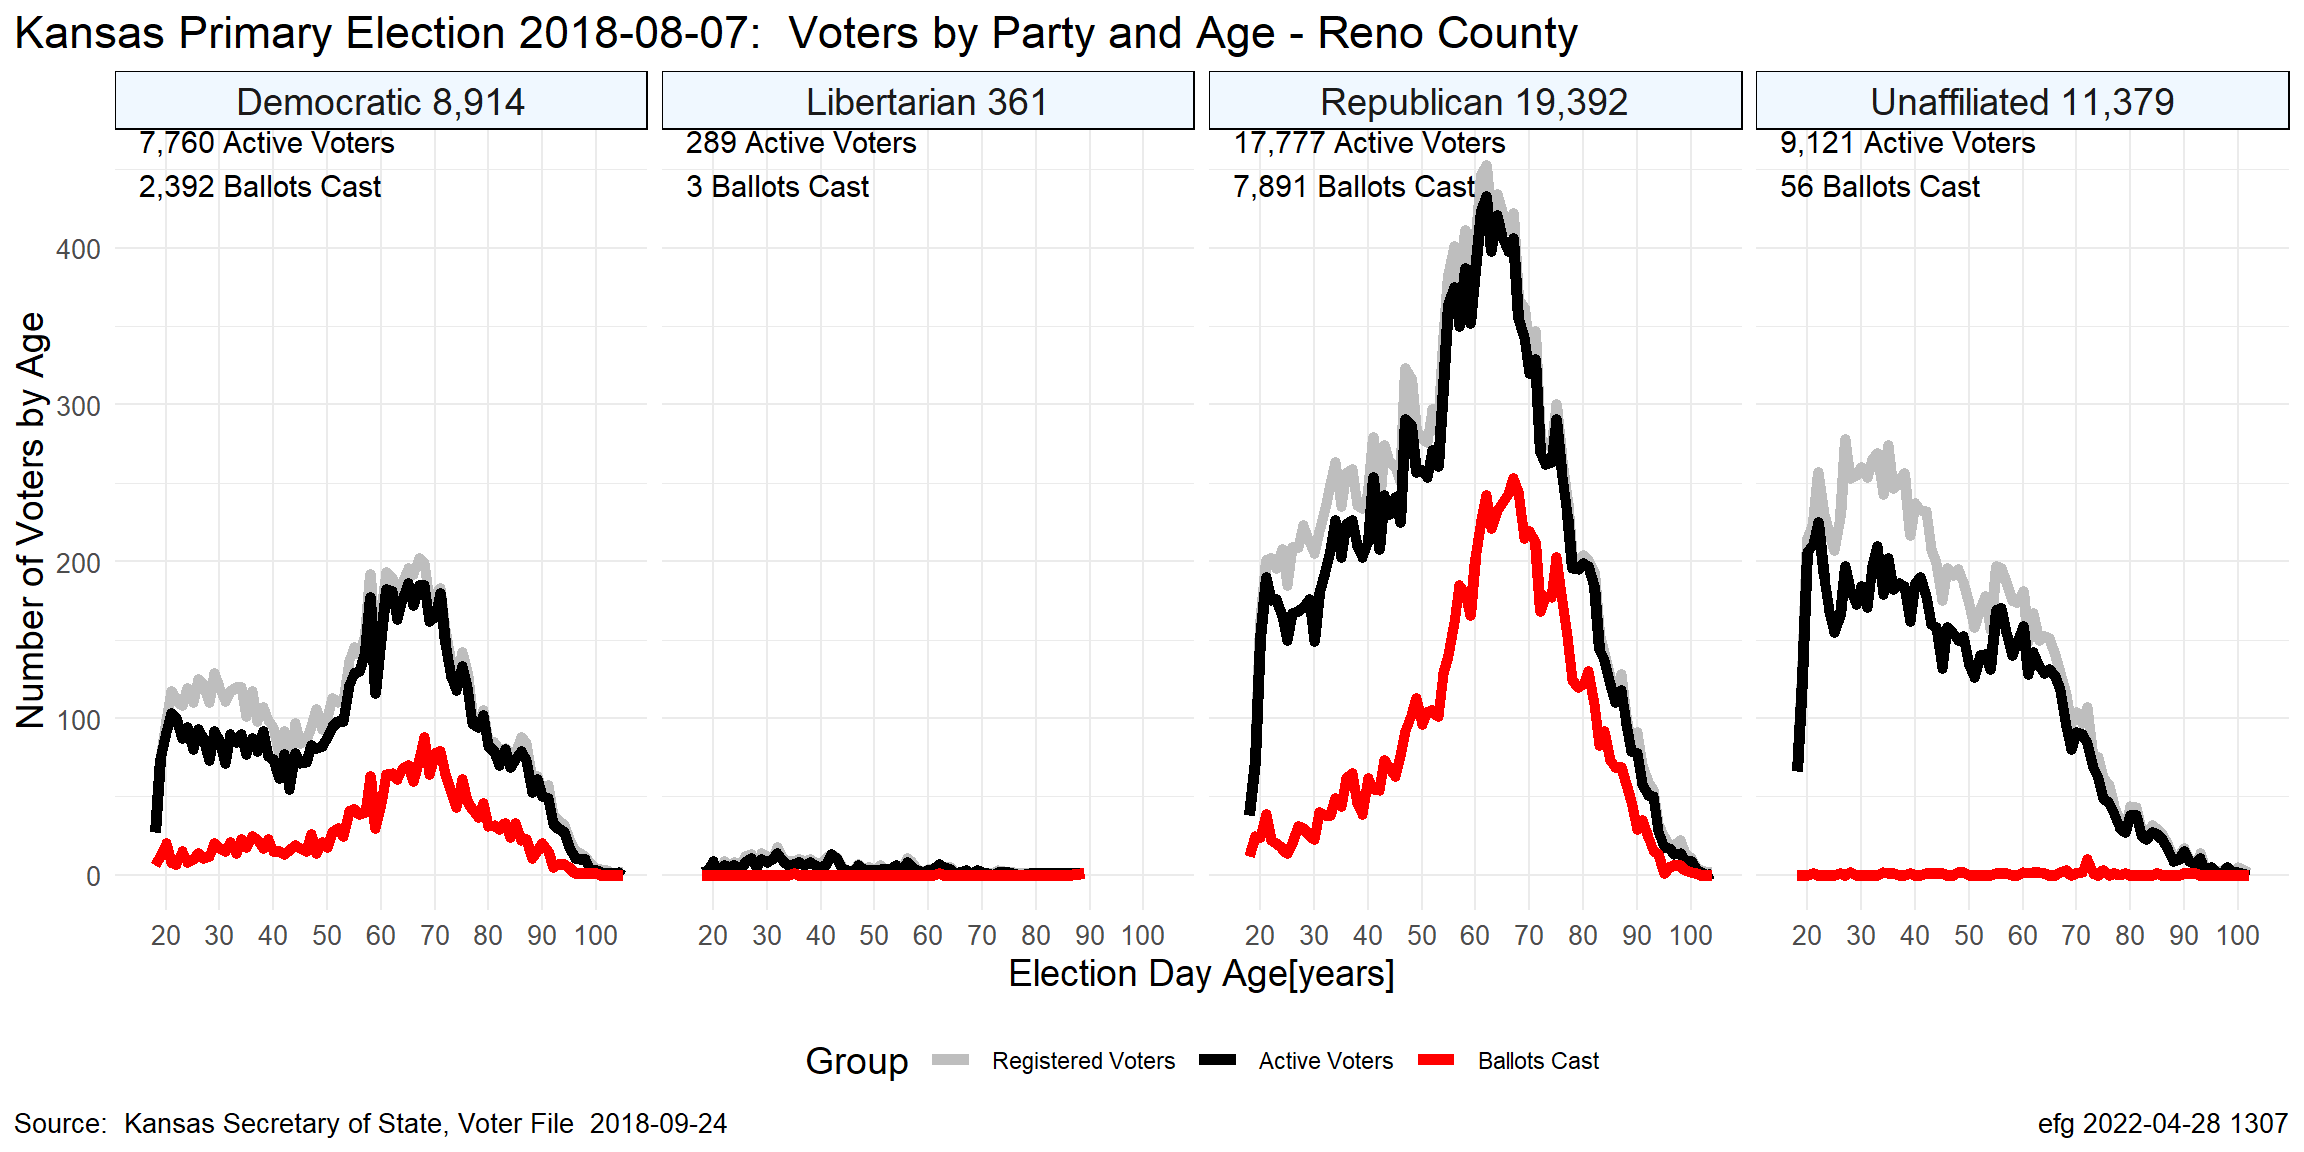 Kansas Primary Election 2018-08-07:  Voters by Party and Age - Reno County
Democratic 8,914
Libertarian 361
Republican 19,392
Unaffiliated 11,379
7,760 Active Voters
2,392 Ballots Cast
289 Active Voters
3 Ballots Cast
17,777 Active Voters
7,891 Ballots Cast
9,121 Active Voters
56 Ballots Cast
Number of Voters by Age
400
300
200
100
0
20 30 40 50 60 70 80 90 100
20 30 40 50 60 70 80 90 100
20 30 40 50 60 70 80 90 100
20 30 40 50 60 70 80 90 100
Election Day Age[years]
Group Registered Voters Active Voters Ballots Cast
Source:  Kansas Secretary of State, Voter File  2018-09-24
efg 2022-04-28 1307